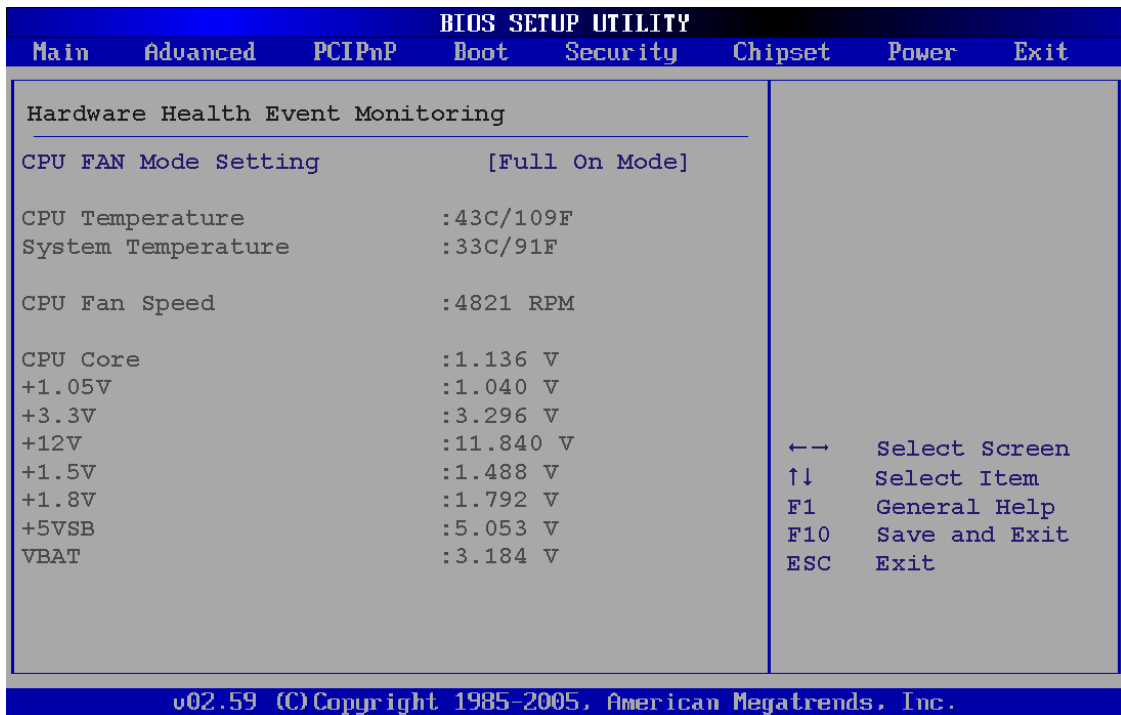 BIOS SETUP UTILITY
Main Advanced PCIPnP Boot Security Chipset Power Exit
Hardware Health Event Monitoring
CPU FAN Mode Setting [Full On Mode]
CPU Temperature :43C/109F
System Temperature :33C/91F
CPU Fan Speed :4821 RPM
CPU Core :1.136 V
+1.05V :1.040 V
+3.3V :3.296 V
+12V :11.840 V
+1.5V :1.488 V
+1.8V :1.792 V
+5VSB :5.053 V
VBAT :3.184 V
←→ Select Screen
↑↓ Select Item
F1 General Help
F10 Save and Exit
ESC Exit
v02.59 (C)Copyright 1985-2005, American Megatrends, Inc.